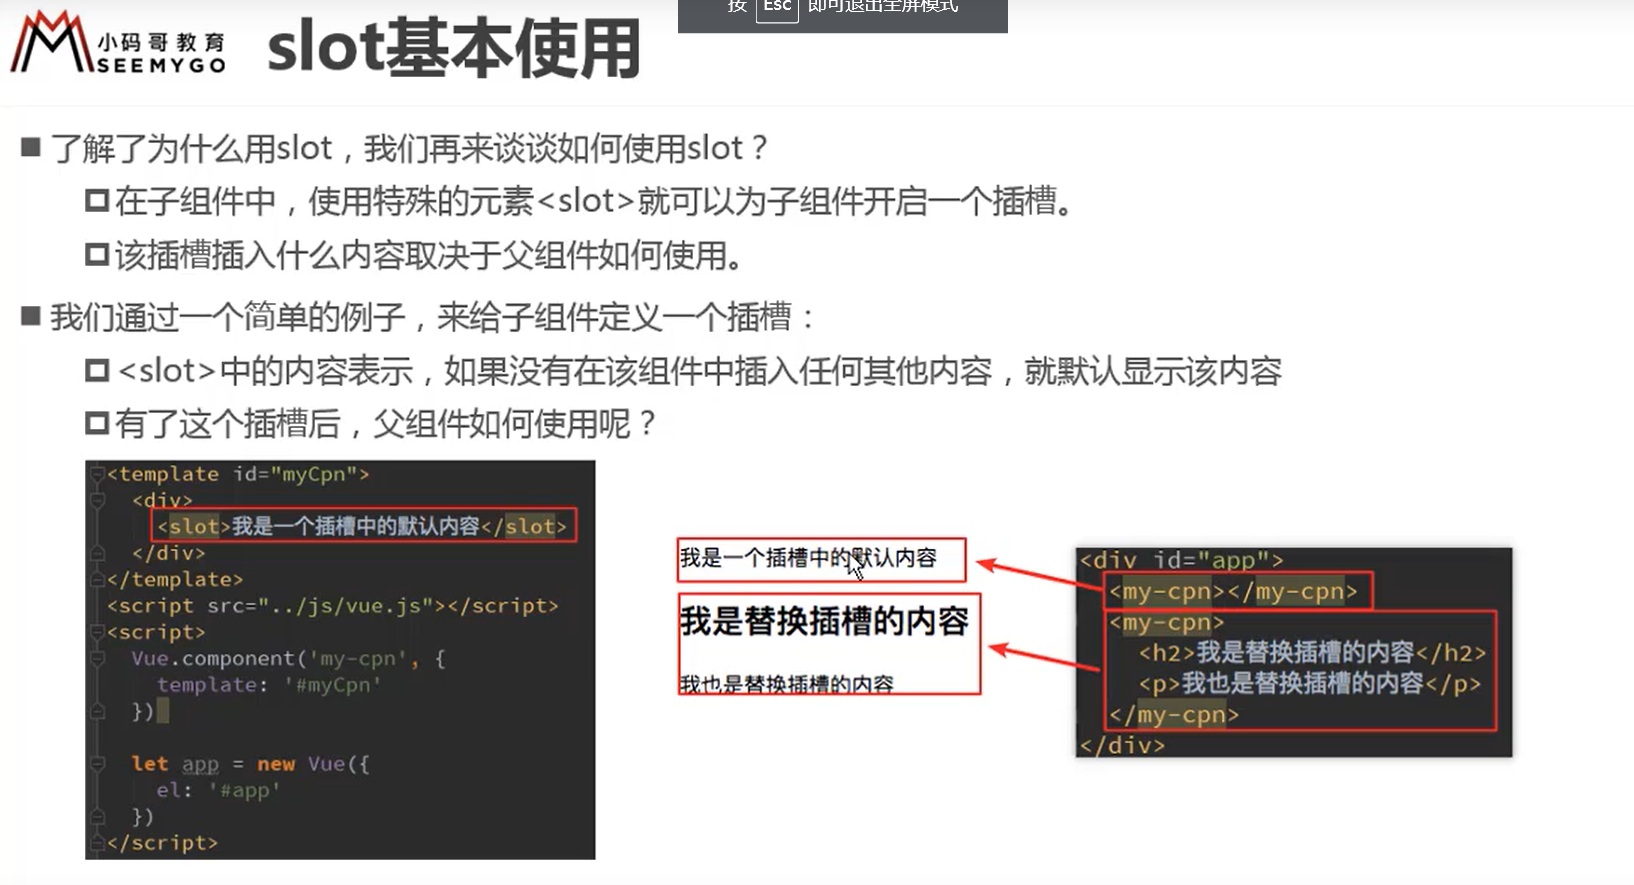 按 Esc 即可退出全屏模式
小码哥教育
SEEMYGO
slot基本使用
了解了为什么用slot，我们再来谈谈如何使用slot？
在子组件中，使用特殊的元素<slot>就可以为子组件开启一个插槽。
该插槽插入什么内容取决于父组件如何使用。
我们通过一个简单的例子，来给子组件定义一个插槽：
<slot>中的内容表示，如果没有在该组件中插入任何其他内容，就默认显示该内容
有了这个插槽后，父组件如何使用呢？
<template id="myCpn">
<div>
<slot>我是一个插槽中的默认内容</slot>
</div>
</template>
<script src="../js/vue.js"></script>
<script>
Vue.component('my-cpn', {
template: '#myCpn'
})
let app = new Vue({
el: '#app'
})
</script>
我是一个插槽中的默认内容
我是替换插槽的内容
我也是替换插槽的内容
<div id="app">
<my-cpn></my-cpn>
<my-cpn>
<h2>我是替换插槽的内容</h2>
<p>我也是替换插槽的内容</p>
</my-cpn>
</div>